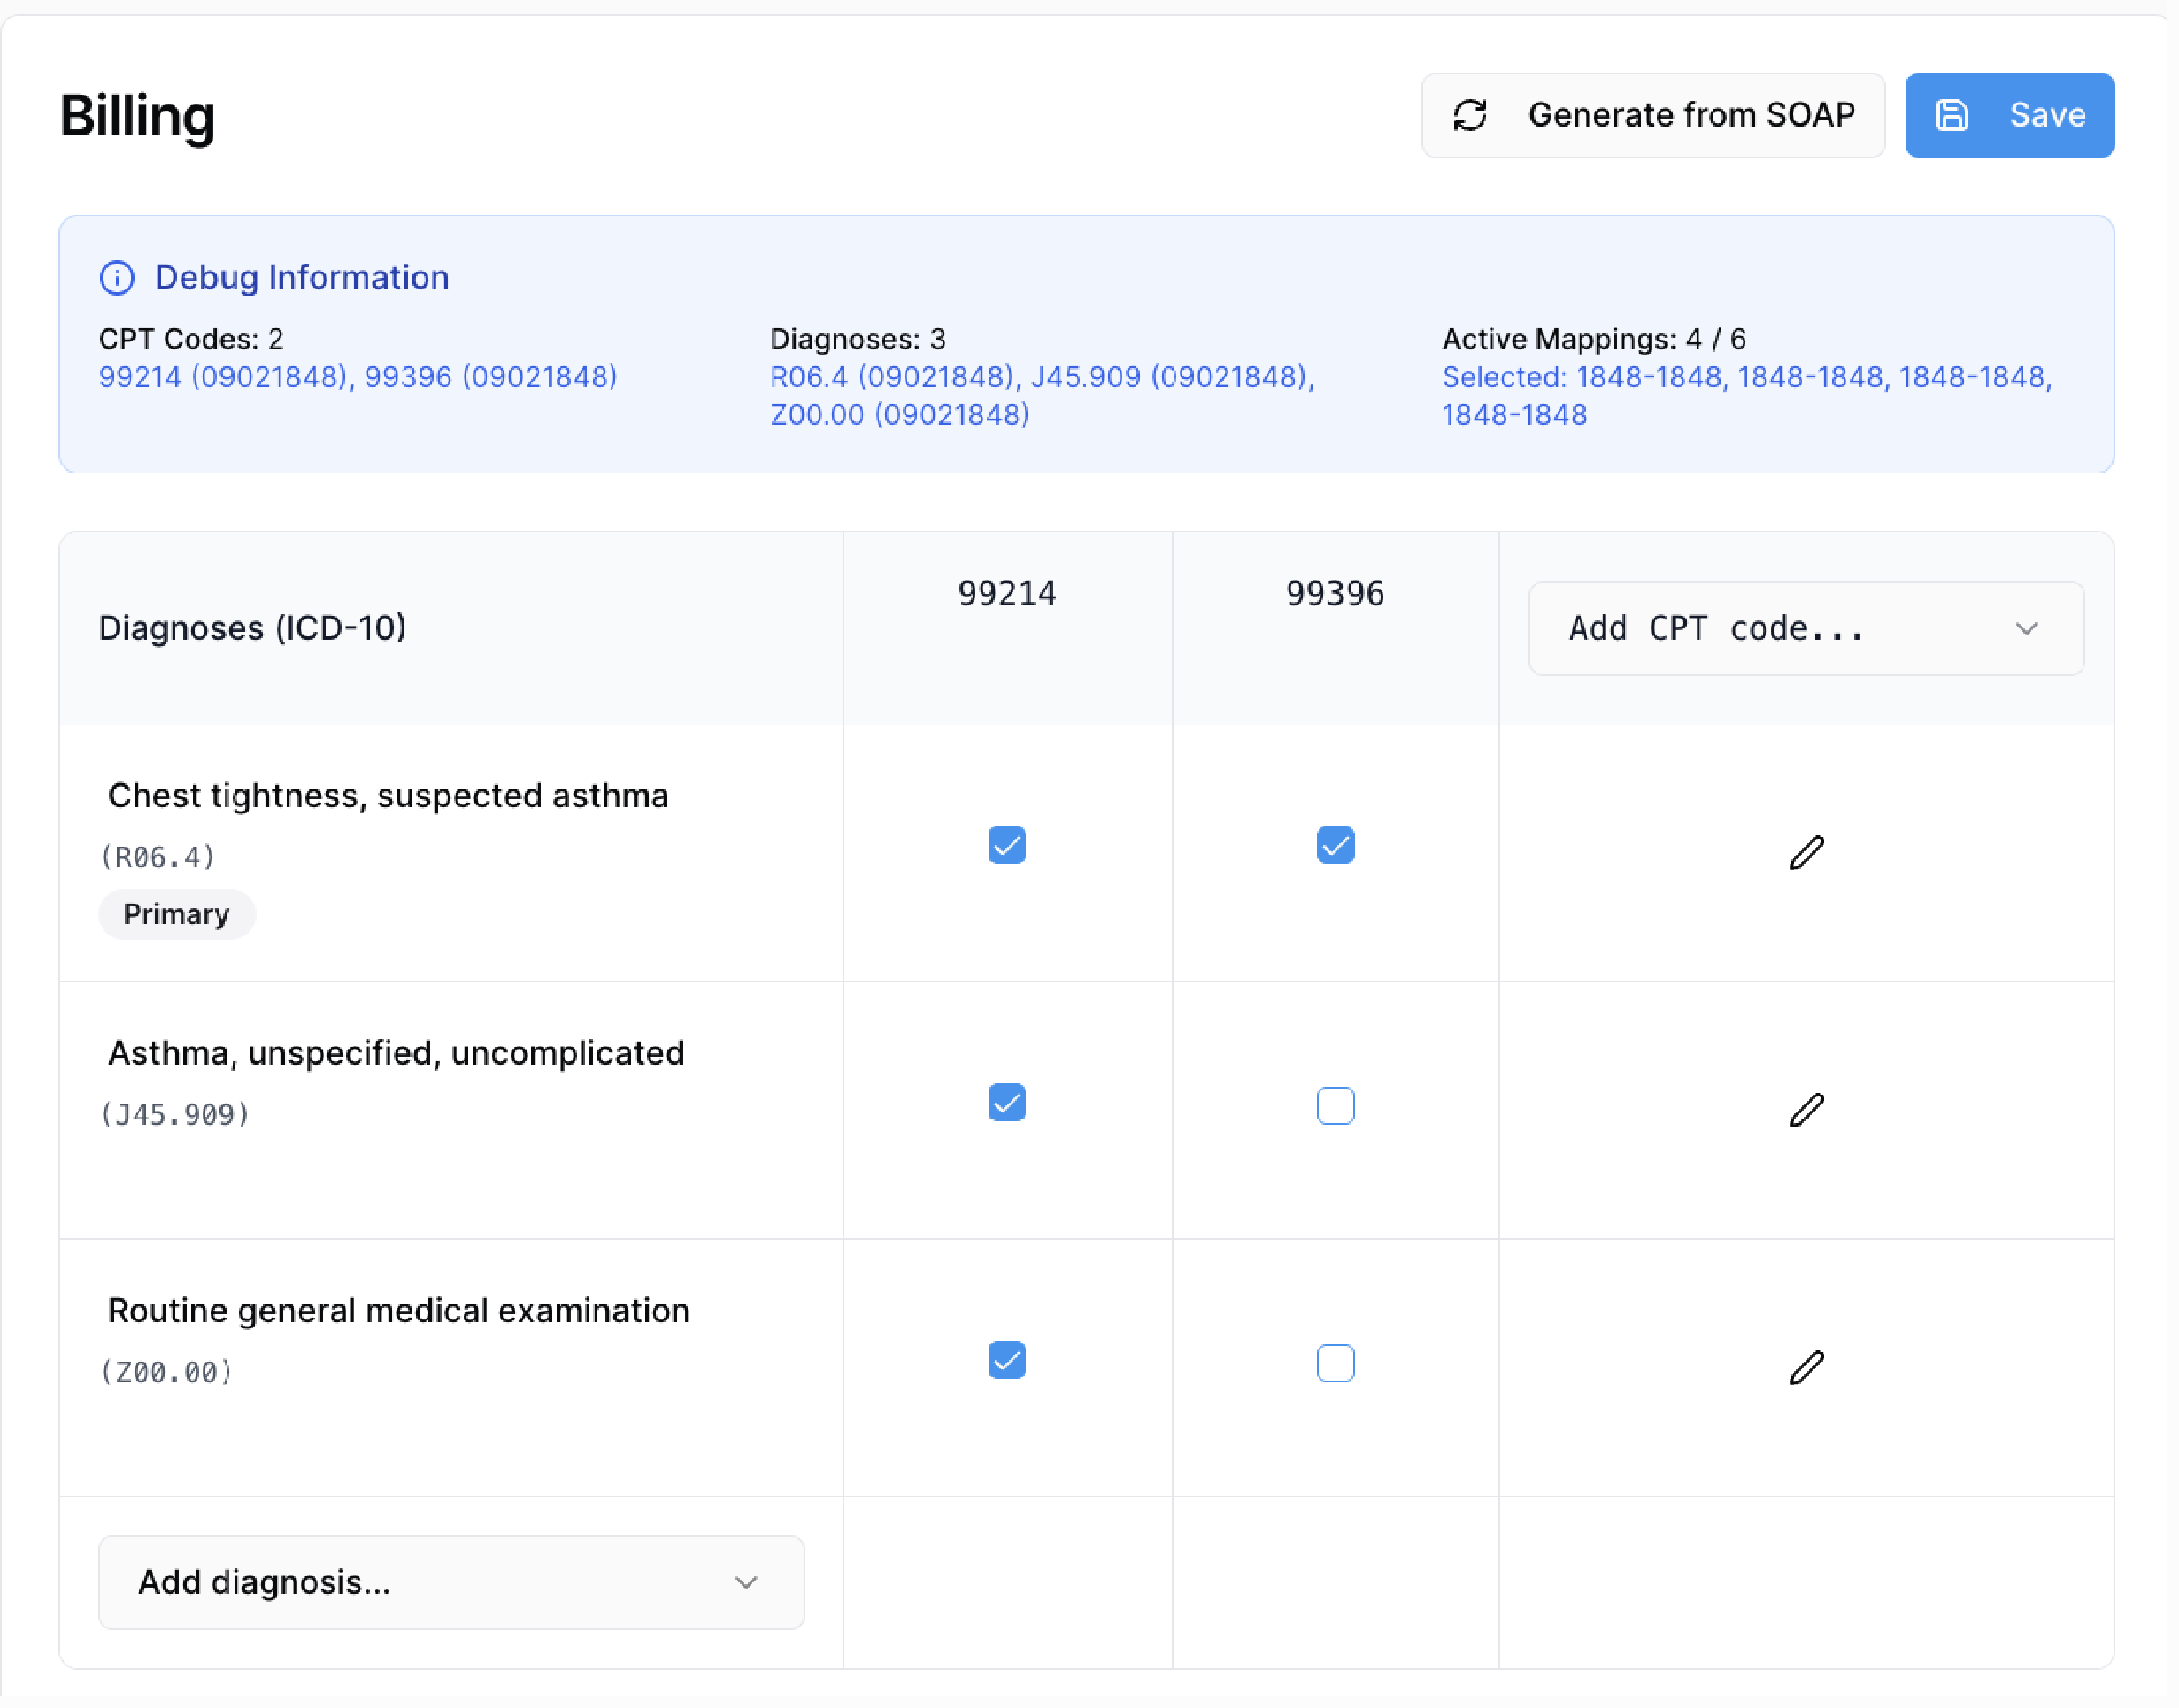 Billing
Generate from SOAP
Save
Debug Information
CPT Codes: 2
99214 (09021848), 99396 (09021848)
Diagnoses: 3
R06.4 (09021848), J45.909 (09021848),
Z00.00 (09021848)
Active Mappings: 4 / 6
Selected: 1848-1848, 1848-1848, 1848-1848,
1848-1848
Diagnoses (ICD-10)
99214
99396
Add CPT code...
Chest tightness, suspected asthma
(R06.4)
Primary
Asthma, unspecified, uncomplicated
(J45.909)
Routine general medical examination
(Z00.00)
Add diagnosis...